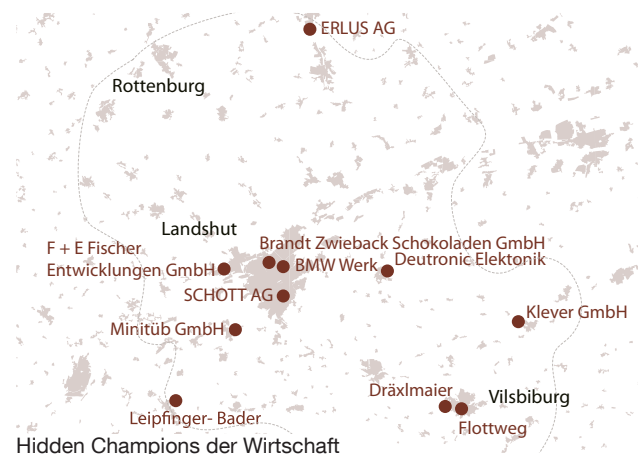 ERLUS AG
Rottenburg
Landshut
F + E Fischer
Entwicklungen GmbH
Brandt Zwieback Schokoladen GmbH
BMW Werk
Deutronic Elektonik
SCHOTT AG
Klever GmbH
Minitüb GmbH
Dräxlmaier
Vilsbiburg
Leipfinger- Bader
Flottweg
Hidden Champions der Wirtschaft